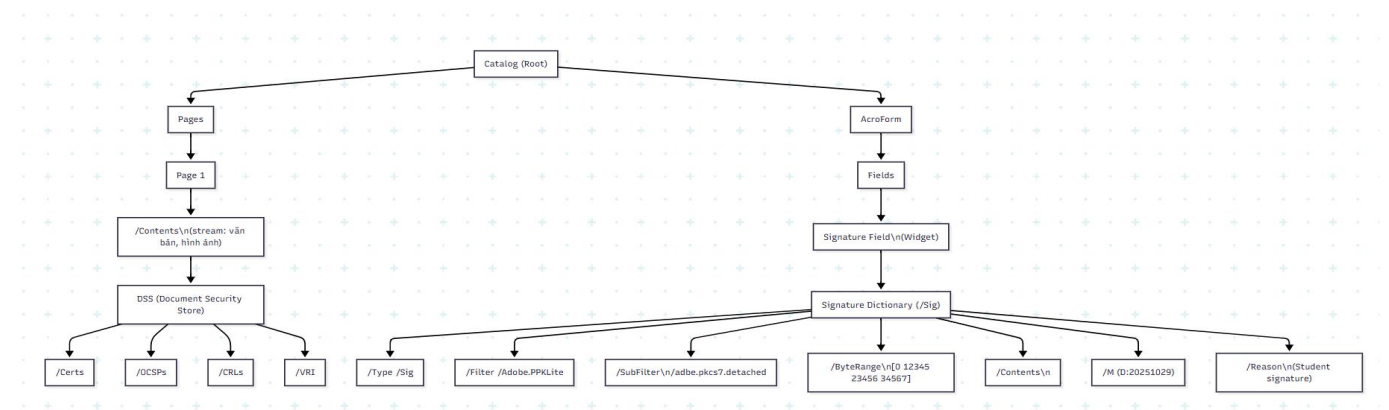 Catalog (Root)
Pages
AcroForm
Page 1
Fields
/Contents\n(stream: văn
bản, hình ảnh)
Signature Field\n(Widget)
DSS (Document Security
Store)
Signature Dictionary (/Sig)
/Certs
/OCSPs
/CRLs
/VRI
/Type /Sig
/Filter /Adobe.PPKLite
/SubFilter\n/adbe.pkcs7.detached
/ByteRange\n[0 12345
23456 34567]
/Contents\n
/M (D:20251029)
/Reason\n(Student
signature)